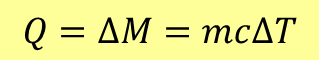 Q = ΔM = mcΔT